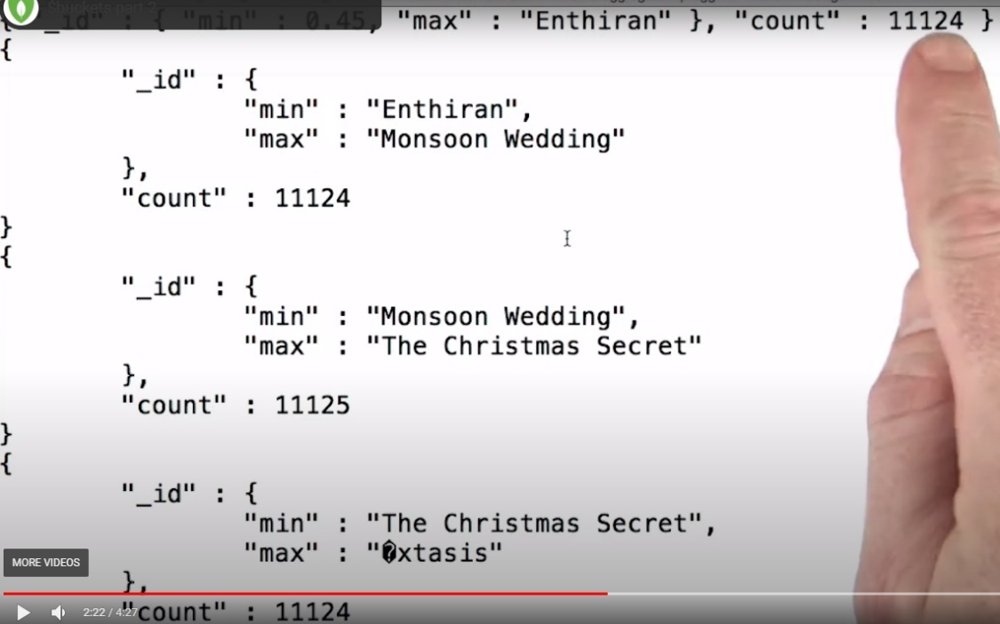 $buckets part 2
{ "_id" : { "min" : 0.45, "max" : "Enthiran" }, "count" : 11124 }
{
"_id" : {
"min" : "Enthiran",
"max" : "Monsoon Wedding"
},
"count" : 11124
}
{
"_id" : {
"min" : "Monsoon Wedding",
"max" : "The Christmas Secret"
},
"count" : 11125
}
{
"_id" : {
"min" : "The Christmas Secret",
"max" : "�xtasis"
},
"count" : 11124
MORE VIDEOS
2:22 / 4:27